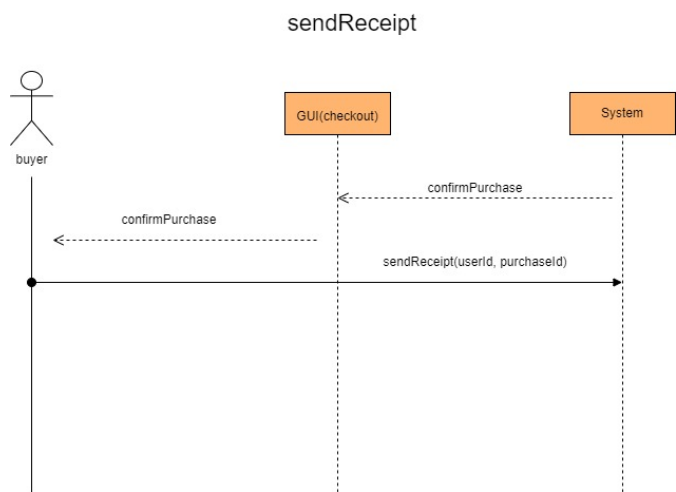 sendReceipt
buyer
GUI(checkout)
System
confirmPurchase
confirmPurchase
sendReceipt(userId, purchaseId)